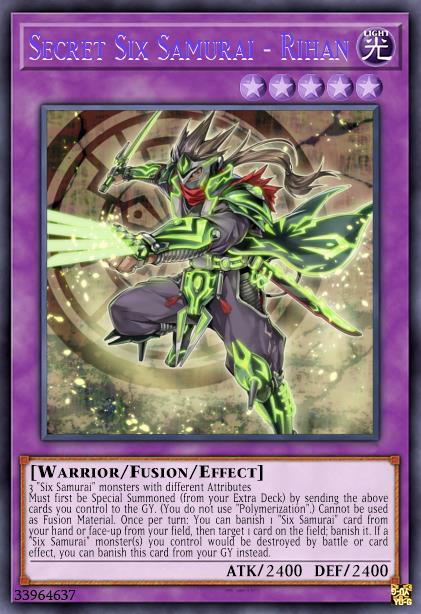 Secret Six Samurai - Rihan
LIGHT
光
[Warrior/Fusion/Effect]
3 "Six Samurai" monsters with different Attributes
Must first be Special Summoned (from your Extra Deck) by sending the above
cards you control to the GY. (You do not use "Polymerization".) Cannot be used
as Fusion Material. Once per turn: You can banish 1 "Six Samurai" card from
your hand or face-up from your field, then target 1 card on the field; banish it. If a
"Six Samurai" monster(s) you control would be destroyed by battle or card
effect, you can banish this card from your GY instead.
ATK/2400 DEF/2400
33964637